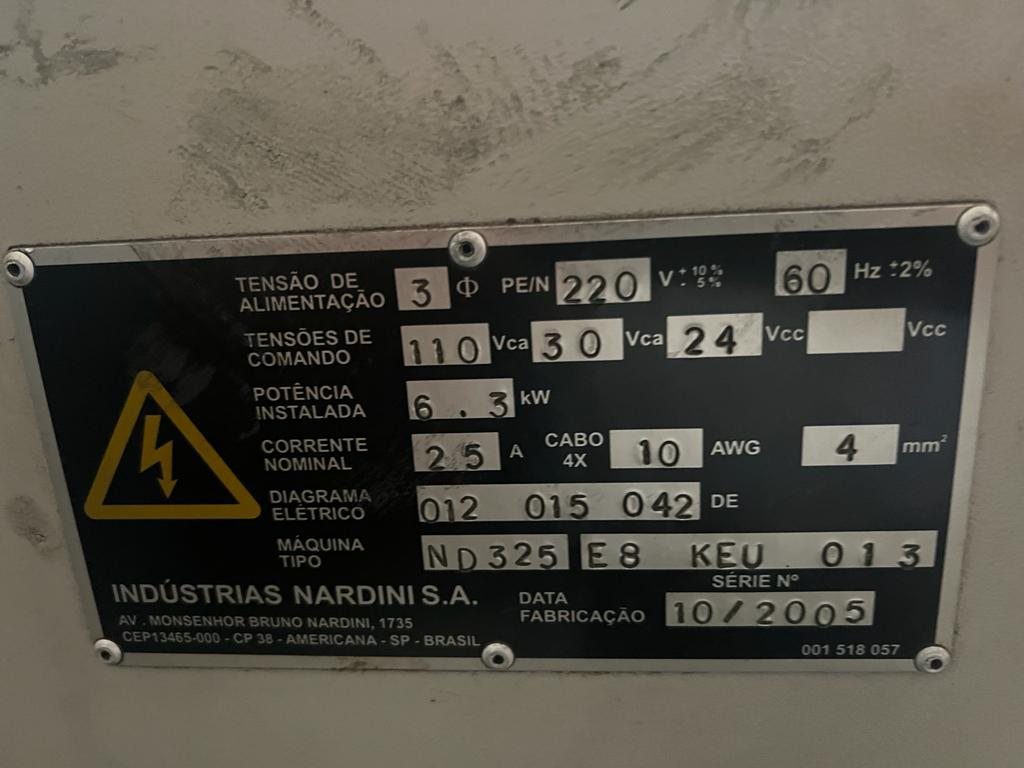 TENSÃO DE ALIMENTAÇÃO 3 Φ PE/N 220 V + 10 % - 5% 60 Hz ±2%
TENSÕES DE COMANDO 110 Vca 30 Vca 24 Vcc Vcc
POTÊNCIA INSTALADA 6.3 kW
CORRENTE NOMINAL 25 A CABO 4X 10 AWG 4 mm²
DIAGRAMA ELÉTRICO 012 015 042 DE
MÁQUINA TIPO ND325 E8 KEU 013
SÉRIE Nº
INDÚSTRIAS NARDINI S.A. DATA FABRICAÇÃO 10/2005
AV . MONSENHOR BRUNO NARDINI, 1735
CEP13465-000 - CP 38 - AMERICANA - SP - BRASIL
001 518 057